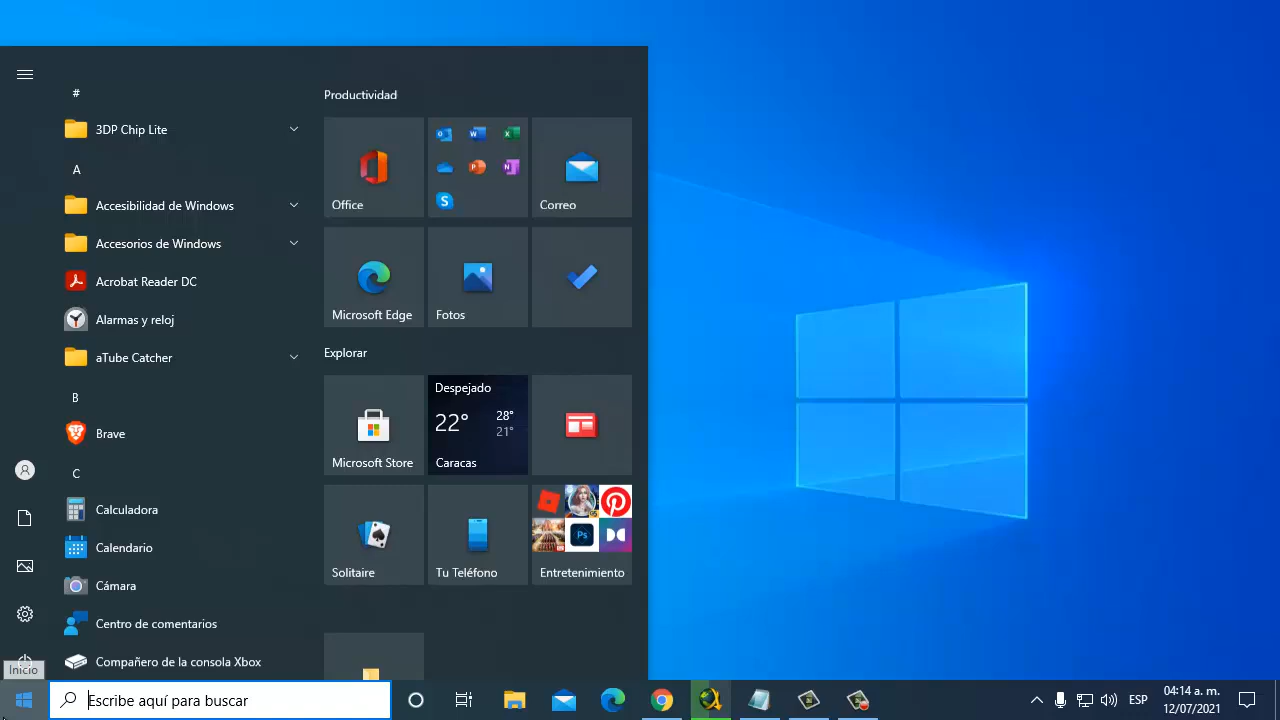 #
3DP Chip Lite
A
Accesibilidad de Windows
Accesorios de Windows
Acrobat Reader DC
Alarmas y reloj
aTube Catcher
B
Brave
C
Calculadora
Calendario
Cámara
Centro de comentarios
Compañero de la consola Xbox
Productividad
Office
Correo
Microsoft Edge
Fotos
Explorar
Microsoft Store
Despejado
22° 28°
21°
Caracas
Solitaire
Tu Teléfono
Ps
Entretenimiento
Inicio
Escribe aquí para buscar
ESP
04:14 a. m.
12/07/2021